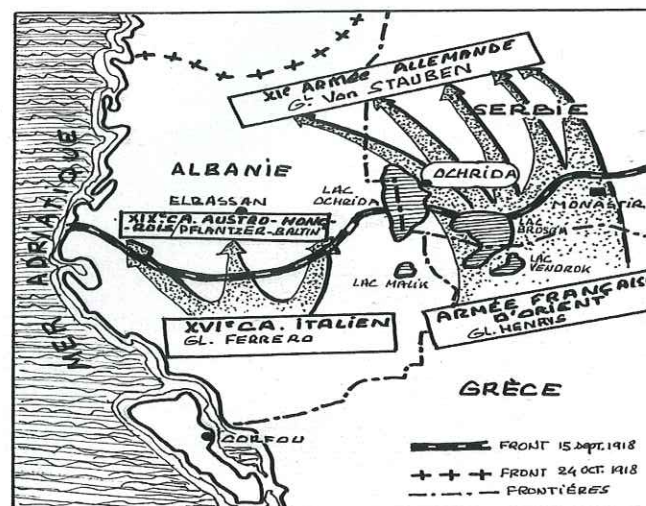 XIe ARMÉE ALLEMANDE
GL. Von STAUBEN
SERBIE
MER ADRIATIQUE
ALBANIE
LAC OCHRIDA
OCHRIDA
ELBASSAN
MONASTIR
XIXe CA. AUSTRO-HONG-
-ROIS/PFLANTZER-BALTIN
LAC
LAC VENDROK
LAC MALIK
XVIe CA. ITALIEN
GL. FERRERO
ARMÉE FRANÇAISE
D'ORIENT
GL. HENRYS
GRÈCE
CORFOU
FRONT 15 SEPT. 1918
FRONT 24 OCT. 1918
FRONTIÉRES